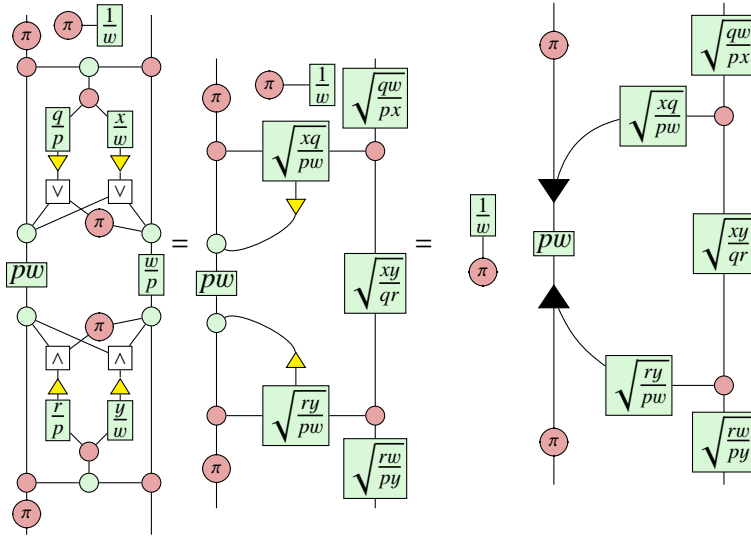 π π 1/w
q/p x/w
∨ ∨
π
pw w/p
π
∧ ∧
r/p y/w
π
=
π π 1/w √(qw/px)
√(xq/pw)
pw √(xy/qr)
√(ry/pw)
π √(rw/py)
=
1/w
π
π √(qw/px)
√(xq/pw)
pw √(xy/qr)
√(ry/pw)
π √(rw/py)